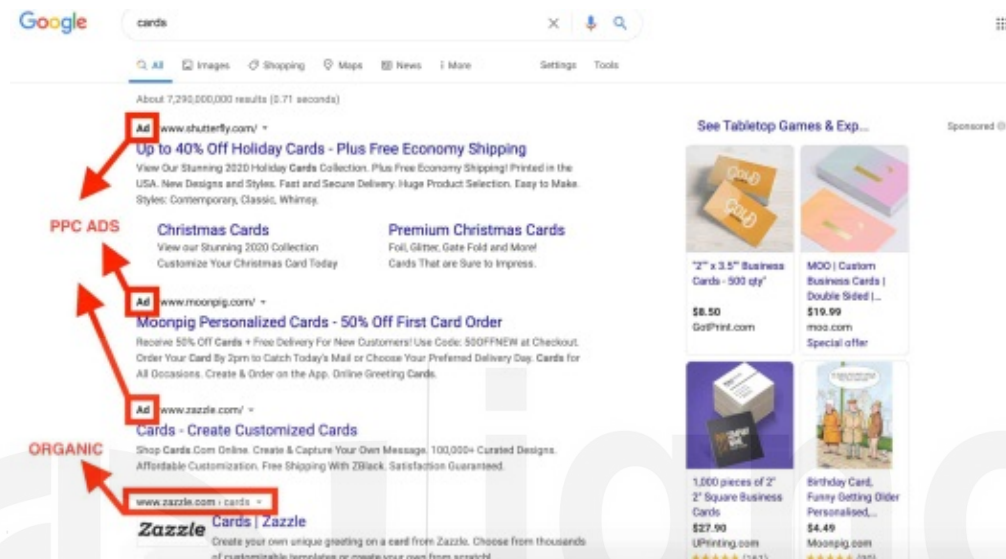 Google
cards
All Images Shopping Maps News More Settings Tools
About 7,290,000,000 results (0.71 seconds)
Ad www.shutterfly.com/
Up to 40% Off Holiday Cards - Plus Free Economy Shipping
View Our Stunning 2020 Holiday Cards Collection. Plus Free Economy Shipping! Printed in the
USA. New Designs and Styles. Fast and Secure Delivery. Huge Product Selection. Easy to Make.
Styles: Contemporary, Classic, Whimsy.
PPC ADS
Christmas Cards
View our Stunning 2020 Collection
Customize Your Christmas Card Today
Premium Christmas Cards
Foil, Glitter, Gate Fold and More!
Cards That are Sure to Impress.
Ad www.moonpig.com/
Moonpig Personalized Cards - 50% Off First Card Order
Receive 50% Off Cards + Free Delivery For New Customers! Use Code: 50OFFNEW at Checkout.
Order Your Card By 2pm to Catch Today's Mail or Choose Your Preferred Delivery Day. Cards for
All Occasions. Create & Order on the App. Online Greeting Cards.
Ad www.zazzle.com/
Cards - Create Customized Cards
Shop Cards.Com Online. Create & Capture Your Own Message. 100,000+ Curated Designs.
Affordable Customization. Free Shipping With ZBlack. Satisfaction Guaranteed.
ORGANIC
www.zazzle.com › cards
Zazzle
Cards | Zazzle
Create your own unique greeting on a card from Zazzle. Choose from thousands
of customizable templates or create your own from scratch!
See Tabletop Games & Exp...
Sponsored
GOLD
GOLD
"2"" x 3.5"" Business
Cards - 500 qty"
$8.50
GotPrint.com
MOO | Custom
Business Cards |
Double Sided |...
$19.99
moo.com
Special offer
1,000 pieces of 2"
2" Square Business
Cards
$27.90
UPrinting.com
Birthday Card,
Funny Getting Older
Personalised,...
$4.49
Moonpig.com